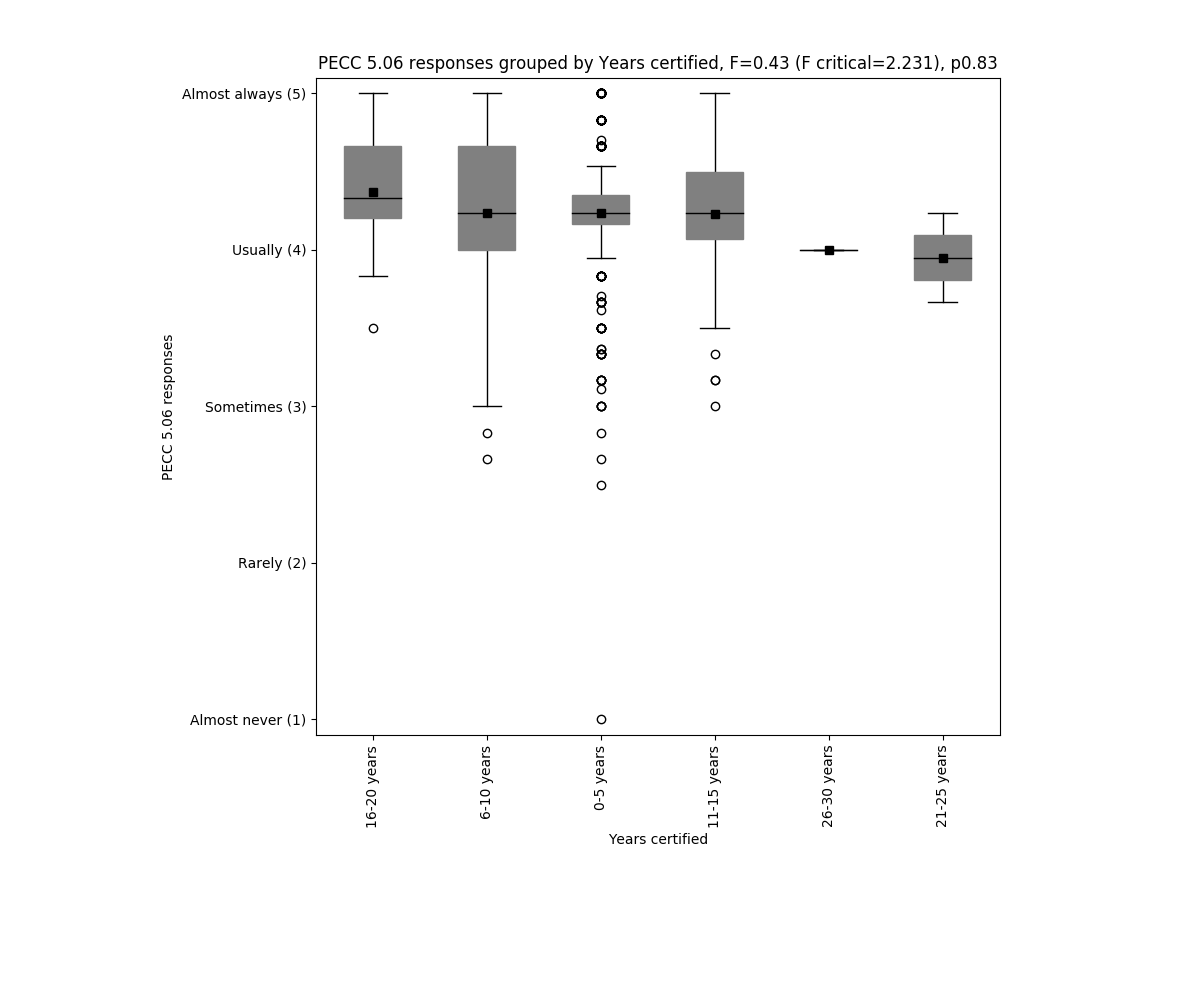 PECC 5.06 responses grouped by Years certified, F=0.43 (F critical=2.231), p0.83
Almost always (5)
Usually (4)
Sometimes (3)
Rarely (2)
Almost never (1)
PECC 5.06 responses
16-20 years
6-10 years
0-5 years
11-15 years
26-30 years
21-25 years
Years certified